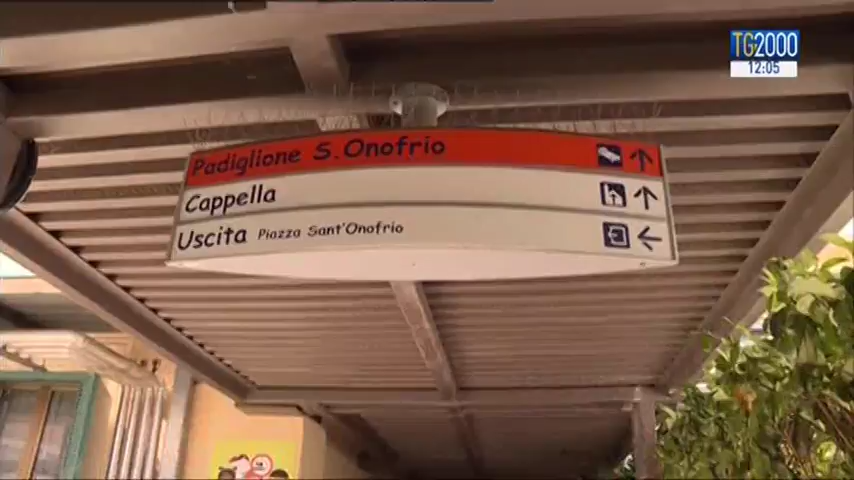 TG2000
12:05
Padiglione S.Onofrio
Cappella
Uscita Piazza Sant'Onofrio